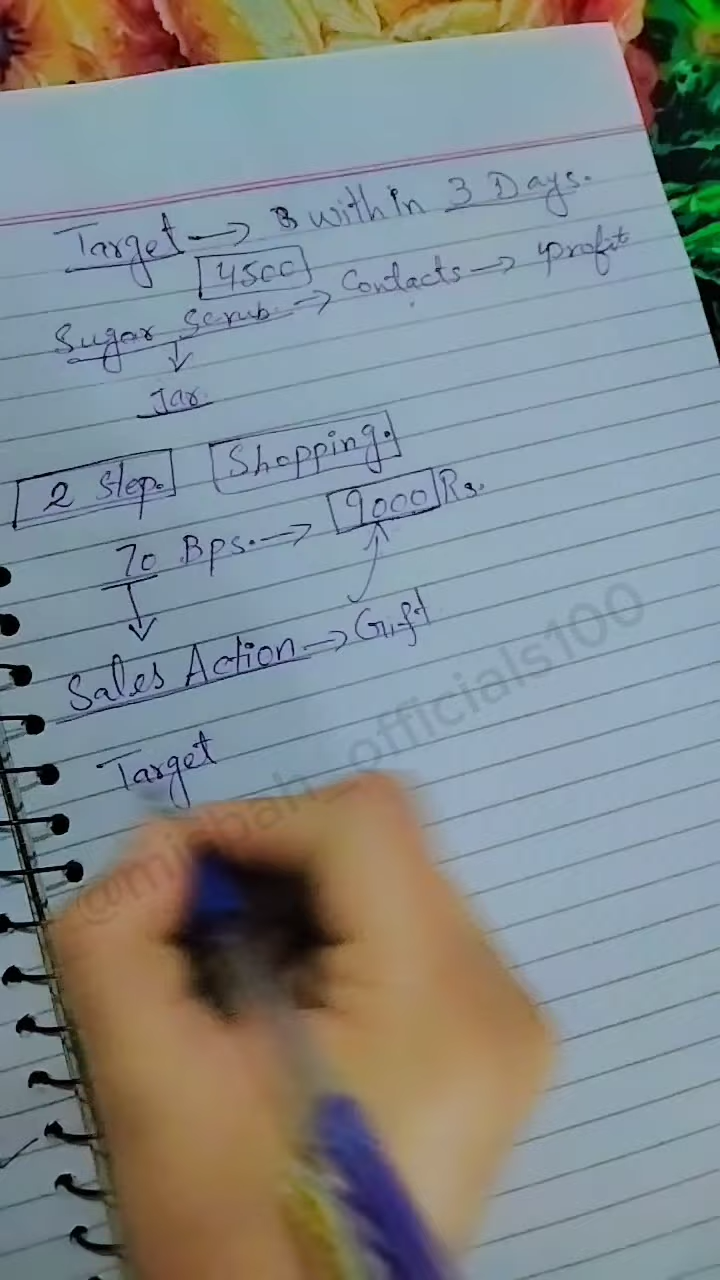 Target → within 3 Days.
4500
Sugar Scrub → Contacts → profit
Jar
2 Step. Shopping.
70 Bps. → 9000 Rs.
Sales Action → Gift
Target